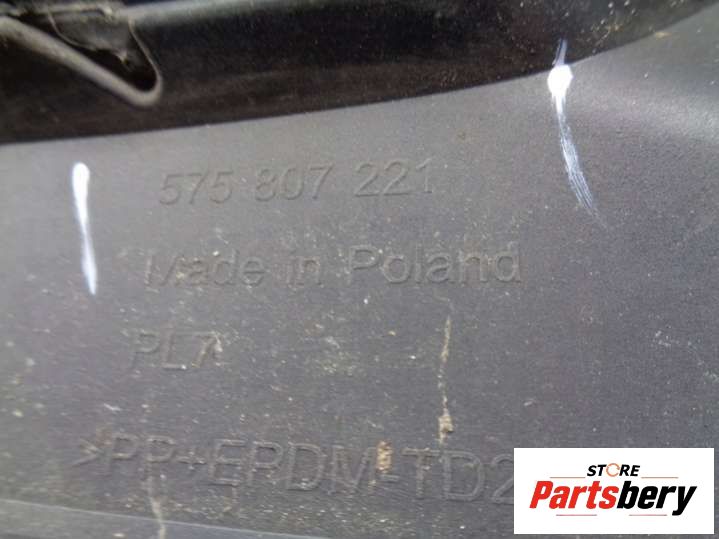 575 807 221
Made in Poland
PL7
>PP+EPDM-TD2
STORE
Partsbery